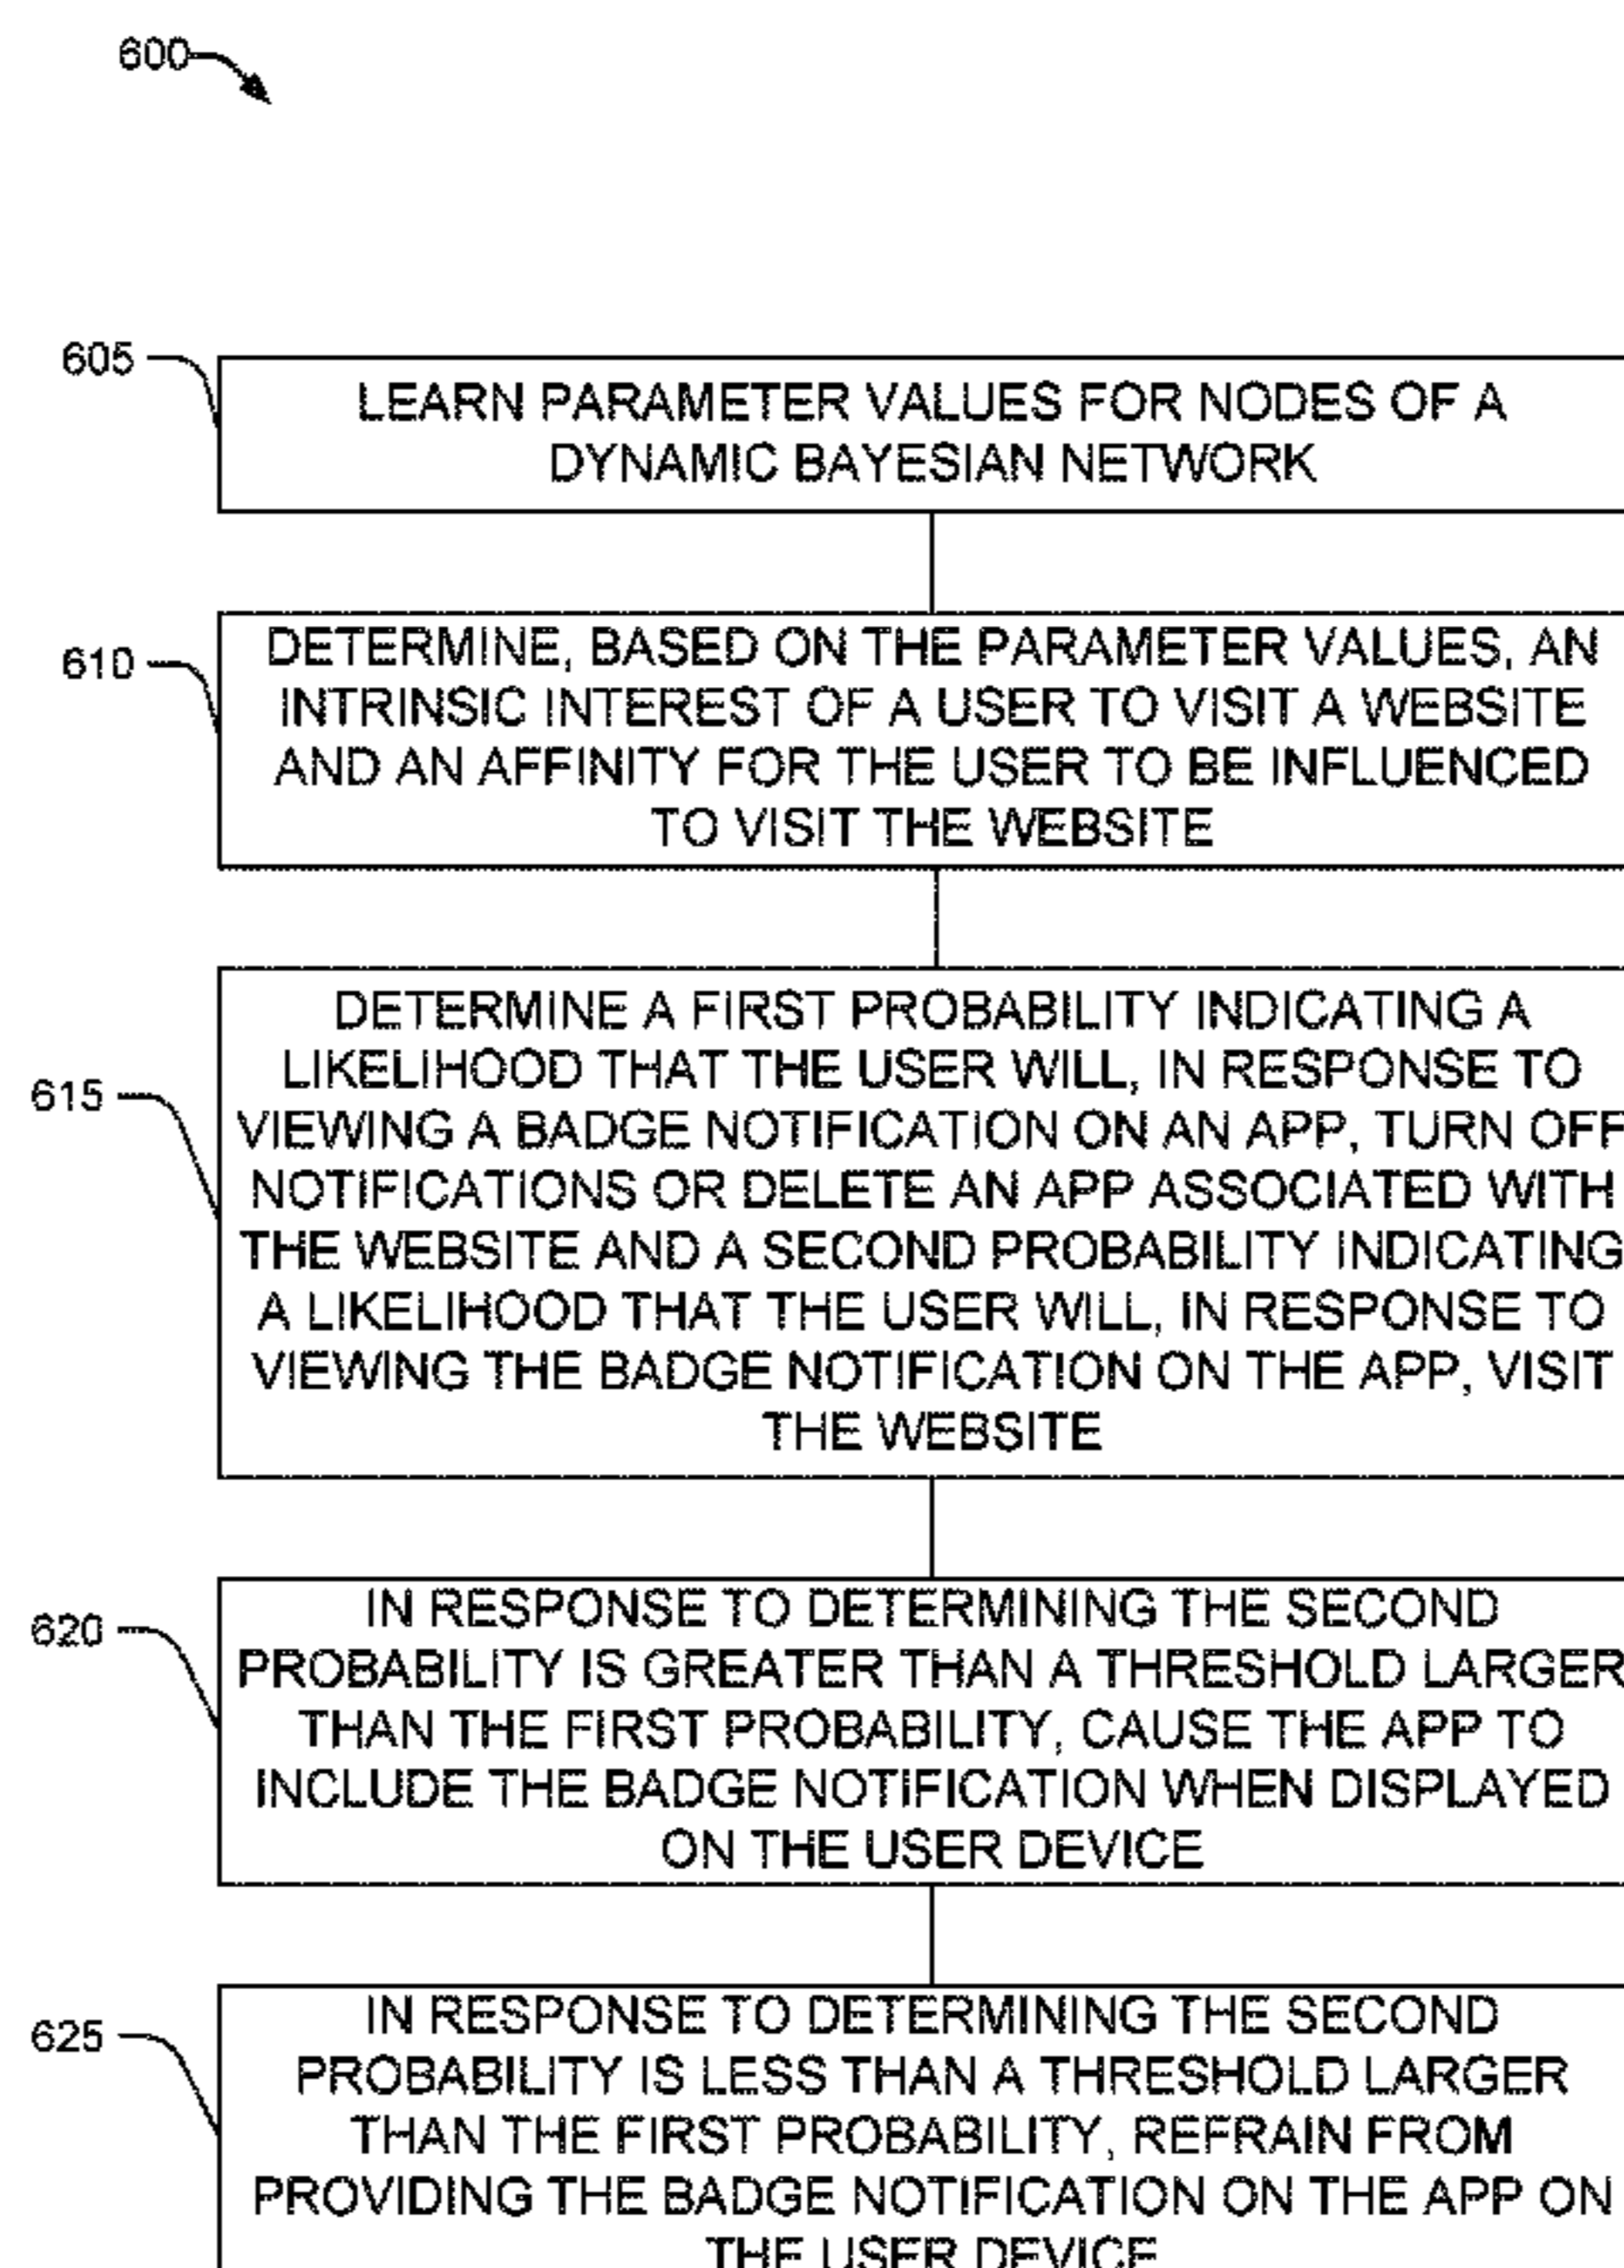 600
605
LEARN PARAMETER VALUES FOR NODES OF A
DYNAMIC BAYESIAN NETWORK
610
DETERMINE, BASED ON THE PARAMETER VALUES, AN
INTRINSIC INTEREST OF A USER TO VISIT A WEBSITE
AND AN AFFINITY FOR THE USER TO BE INFLUENCED
TO VISIT THE WEBSITE
615
DETERMINE A FIRST PROBABILITY INDICATING A
LIKELIHOOD THAT THE USER WILL, IN RESPONSE TO
VIEWING A BADGE NOTIFICATION ON AN APP, TURN OFF
NOTIFICATIONS OR DELETE AN APP ASSOCIATED WITH
THE WEBSITE AND A SECOND PROBABILITY INDICATING
A LIKELIHOOD THAT THE USER WILL, IN RESPONSE TO
VIEWING THE BADGE NOTIFICATION ON THE APP, VISIT
THE WEBSITE
620
IN RESPONSE TO DETERMINING THE SECOND
PROBABILITY IS GREATER THAN A THRESHOLD LARGER
THAN THE FIRST PROBABILITY, CAUSE THE APP TO
INCLUDE THE BADGE NOTIFICATION WHEN DISPLAYED
ON THE USER DEVICE
625
IN RESPONSE TO DETERMINING THE SECOND
PROBABILITY IS LESS THAN A THRESHOLD LARGER
THAN THE FIRST PROBABILITY, REFRAIN FROM
PROVIDING THE BADGE NOTIFICATION ON THE APP ON
THE USER DEVICE